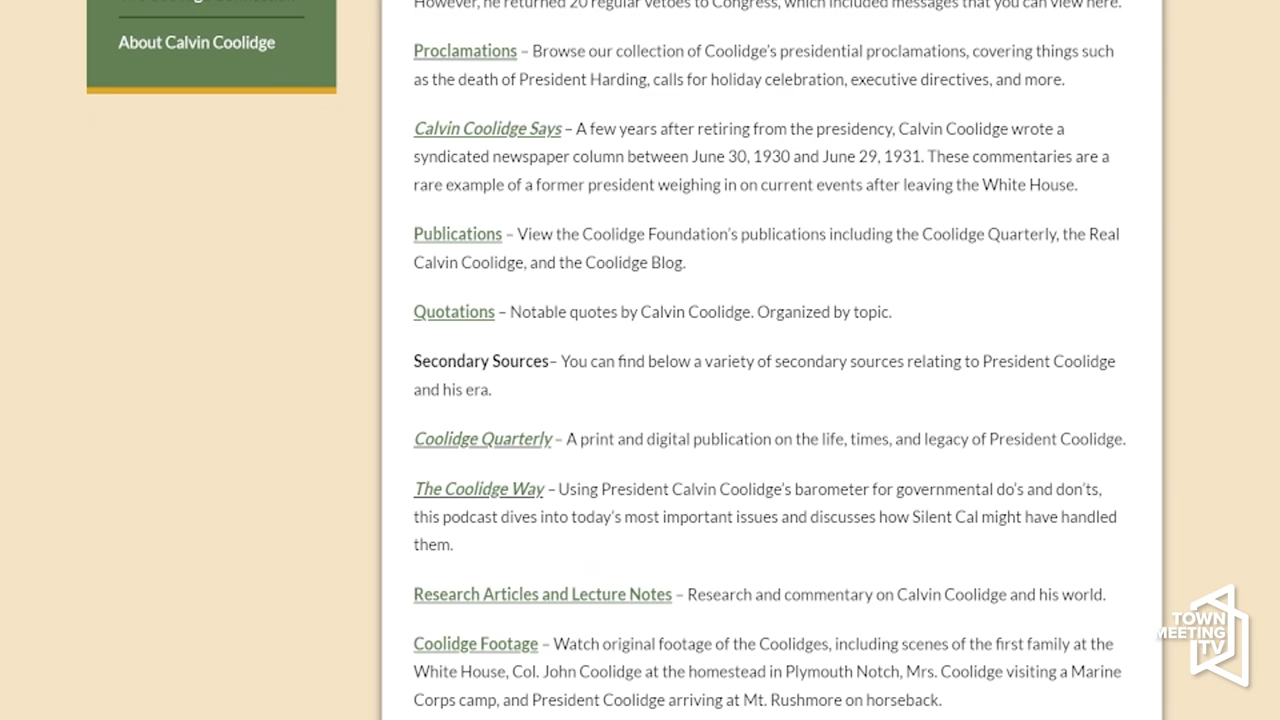 About Calvin Coolidge
However, he returned 20 regular vetoes to Congress, which included messages that you can view here.
Proclamations – Browse our collection of Coolidge’s presidential proclamations, covering things such
as the death of President Harding, calls for holiday celebration, executive directives, and more.
Calvin Coolidge Says – A few years after retiring from the presidency, Calvin Coolidge wrote a
syndicated newspaper column between June 30, 1930 and June 29, 1931. These commentaries are a
rare example of a former president weighing in on current events after leaving the White House.
Publications – View the Coolidge Foundation’s publications including the Coolidge Quarterly, the Real
Calvin Coolidge, and the Coolidge Blog.
Quotations – Notable quotes by Calvin Coolidge. Organized by topic.
Secondary Sources– You can find below a variety of secondary sources relating to President Coolidge
and his era.
Coolidge Quarterly – A print and digital publication on the life, times, and legacy of President Coolidge.
The Coolidge Way – Using President Calvin Coolidge’s barometer for governmental do’s and don’ts,
this podcast dives into today’s most important issues and discusses how Silent Cal might have handled
them.
Research Articles and Lecture Notes – Research and commentary on Calvin Coolidge and his world.
Coolidge Footage – Watch original footage of the Coolidges, including scenes of the first family at the
White House, Col. John Coolidge at the homestead in Plymouth Notch, Mrs. Coolidge visiting a Marine
Corps camp, and President Coolidge arriving at Mt. Rushmore on horseback.
TOWN
MEETING
TV